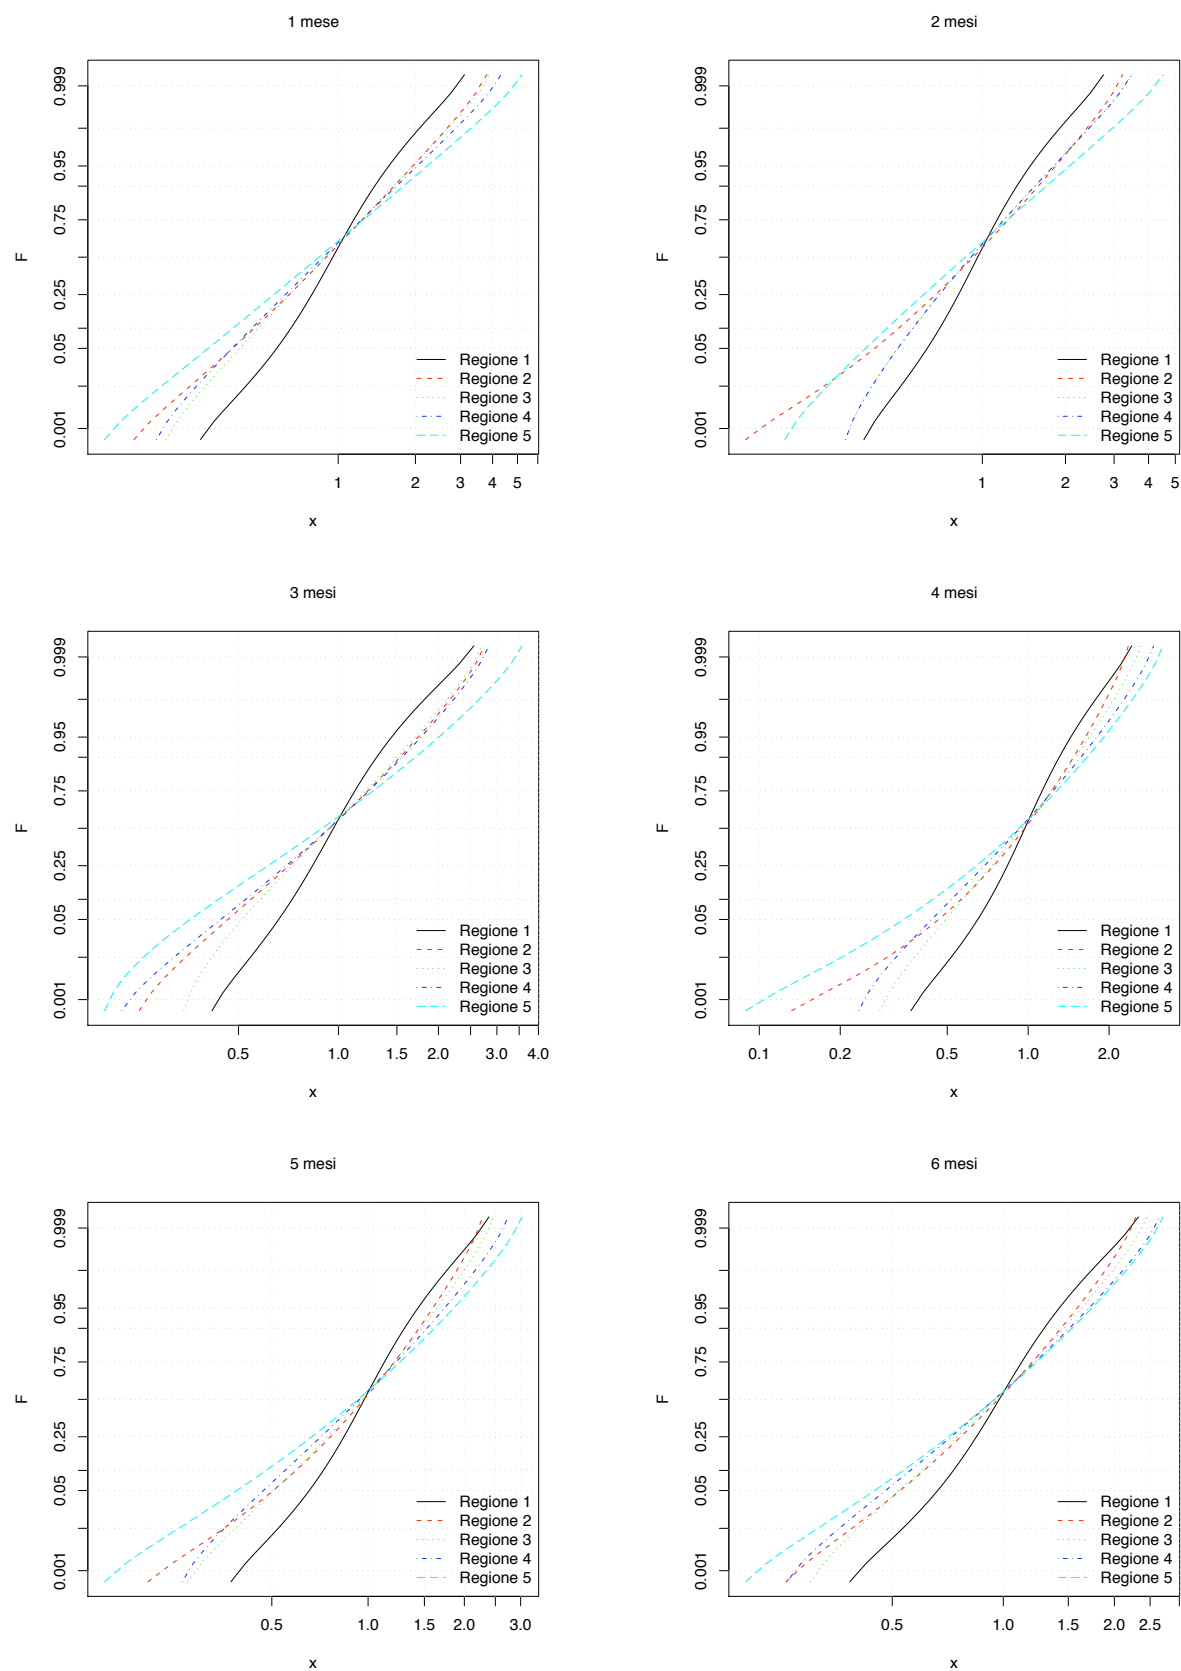 1 mese
F
0.999
0.95
0.75
0.25
0.05
0.001
Regione 1
Regione 2
Regione 3
Regione 4
Regione 5
1 2 3 4 5
x
2 mesi
F
0.999
0.95
0.75
0.25
0.05
0.001
Regione 1
Regione 2
Regione 3
Regione 4
Regione 5
1 2 3 4 5
x
3 mesi
F
0.999
0.95
0.75
0.25
0.05
0.001
Regione 1
Regione 2
Regione 3
Regione 4
Regione 5
0.5 1.0 1.5 2.0 3.0 4.0
x
4 mesi
F
0.999
0.95
0.75
0.25
0.05
0.001
Regione 1
Regione 2
Regione 3
Regione 4
Regione 5
0.1 0.2 0.5 1.0 2.0
x
5 mesi
F
0.999
0.95
0.75
0.25
0.05
0.001
Regione 1
Regione 2
Regione 3
Regione 4
Regione 5
0.5 1.0 1.5 2.0 3.0
x
6 mesi
F
0.999
0.95
0.75
0.25
0.05
0.001
Regione 1
Regione 2
Regione 3
Regione 4
Regione 5
0.5 1.0 1.5 2.0 2.5
x